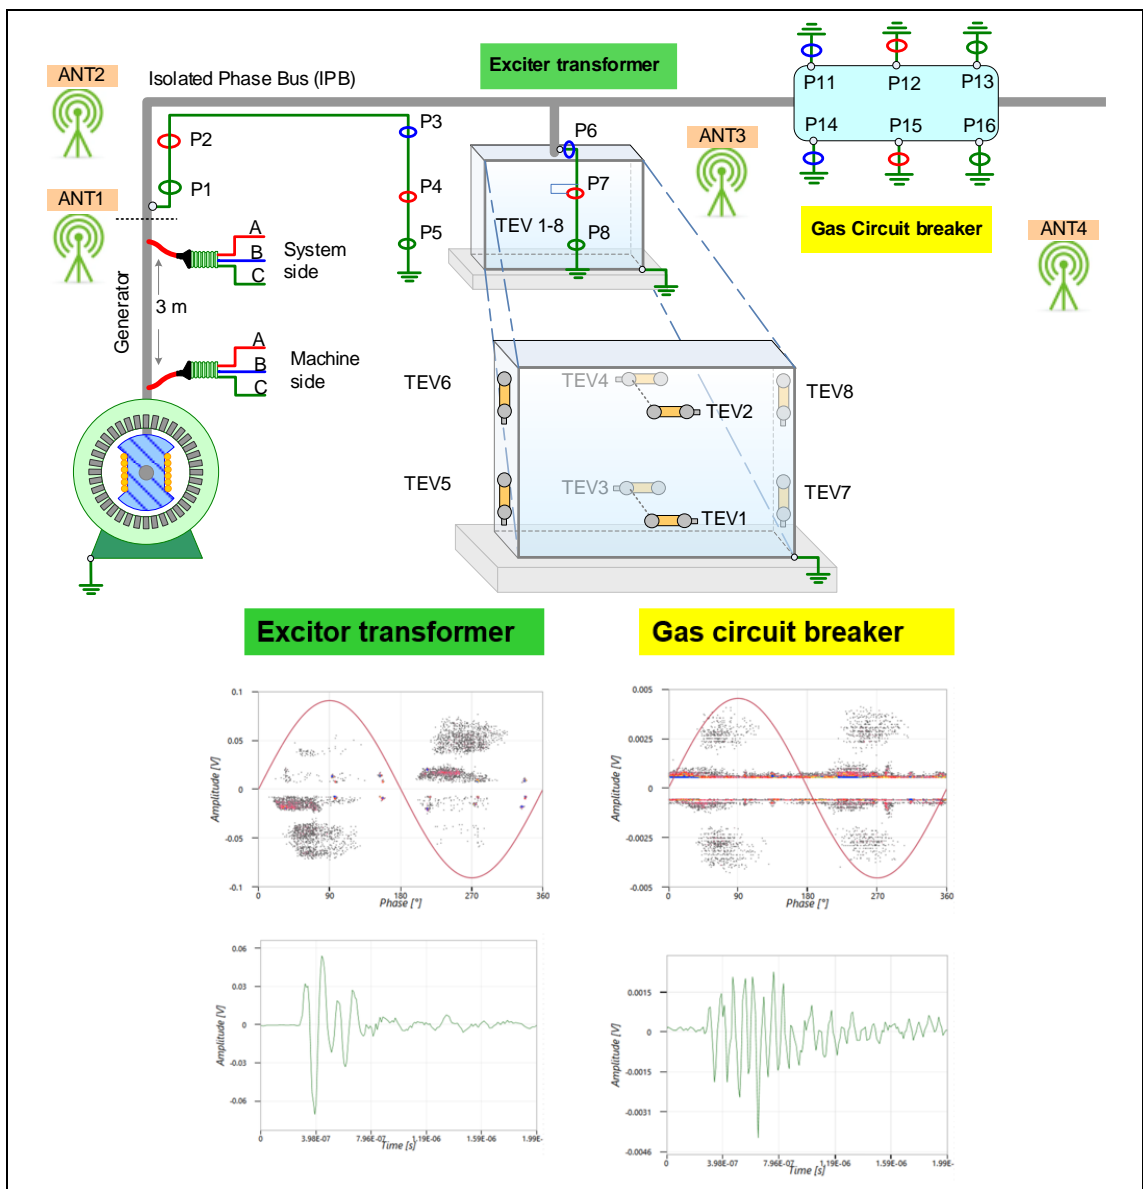 ANT2
Isolated Phase Bus (IPB)
Exciter transformer
P11
P12
P13
P14
P15
P16
P2
P3
P6
ANT3
P1
P4
P7
ANT1
P5
TEV 1-8
P8
Gas Circuit breaker
ANT4
A
B
C
System
side
3 m
Generator
A
B
C
Machine
side
TEV6
TEV4
TEV2
TEV8
TEV5
TEV3
TEV1
TEV7
Excitor transformer
Gas circuit breaker
Amplitude [V]
0.1
0.05
0
-0.05
-0.1
0
90
180
270
360
Phase [°]
Amplitude [V]
0.005
0.0025
0
-0.0025
-0.005
0
90
180
270
360
Phase [°]
Amplitude [V]
0.06
0.03
0
-0.03
-0.06
0
3.98E-07
7.96E-07
1.19E-06
1.59E-06
1.99E-
Time [s]
Amplitude [V]
0.0015
0
-0.0015
-0.0031
-0.0046
0
3.98E-07
7.96E-07
1.19E-06
1.59E-06
1.99E-
Time [s]